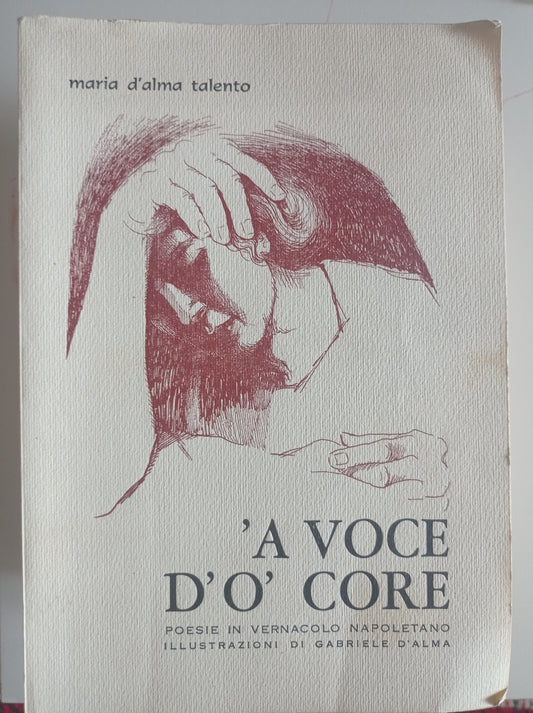 maria d'alma talento
'A VOCE
D'O' CORE
POESIE IN VERNACOLO NAPOLETANO
ILLUSTRAZIONI DI GABRIELE D'ALMA